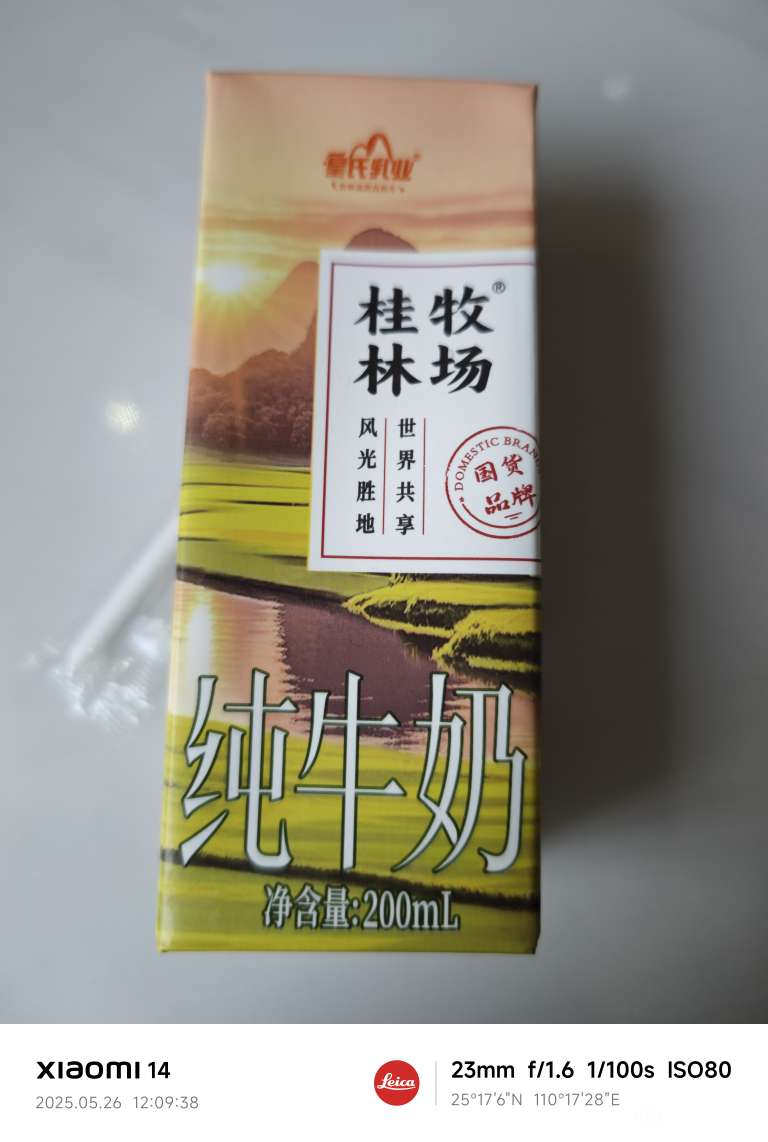 皇氏乳业
桂林
牧场®
风光胜地
世界共享
DOMESTIC BRAND
国货
品牌
纯牛奶
净含量:200mL
XIAOMI 14
2025.05.26 12:09:38
Leica
23mm f/1.6 1/100s ISO80
25°17'6"N 110°17'28"E